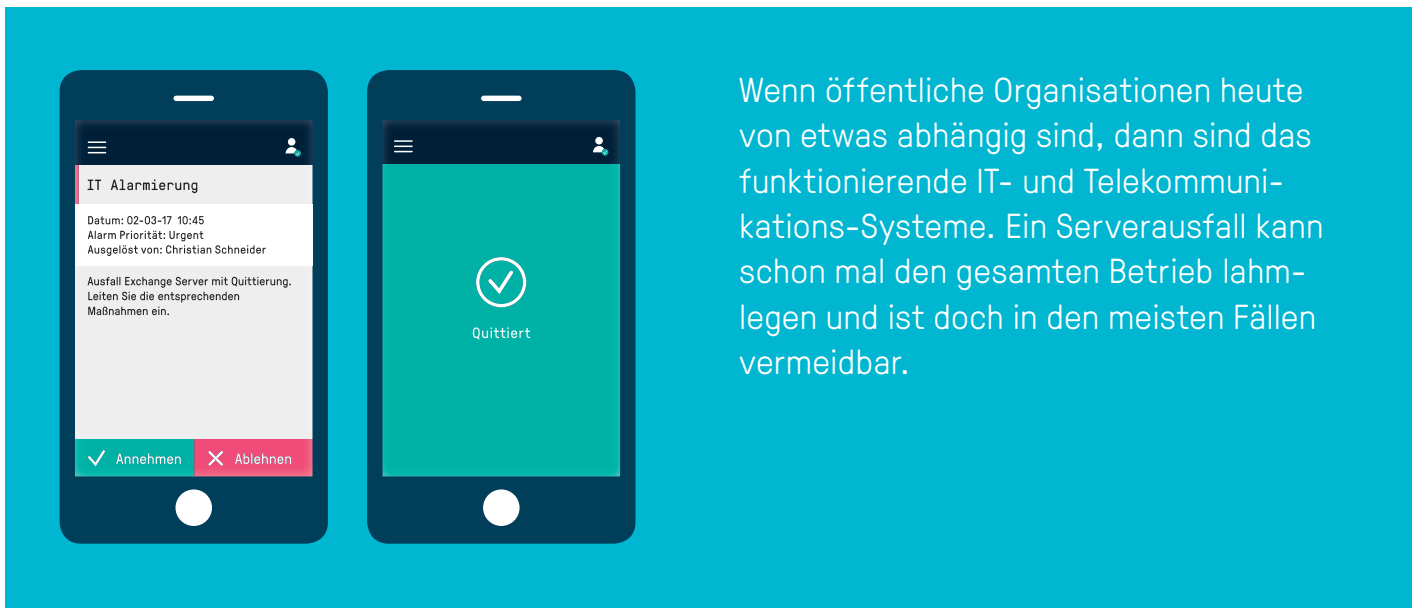 IT Alarmierung
Datum: 02-03-17 10:45
Alarm Priorität: Urgent
Ausgelöst von: Christian Schneider
Ausfall Exchange Server mit Quittierung.
Leiten Sie die entsprechenden
Maßnahmen ein.
Annehmen
Ablehnen
Quittiert
Wenn öffentliche Organisationen heute
von etwas abhängig sind, dann sind das
funktionierende IT- und Telekommuni-
kations-Systeme. Ein Serverausfall kann
schon mal den gesamten Betrieb lahm-
legen und ist doch in den meisten Fällen
vermeidbar.